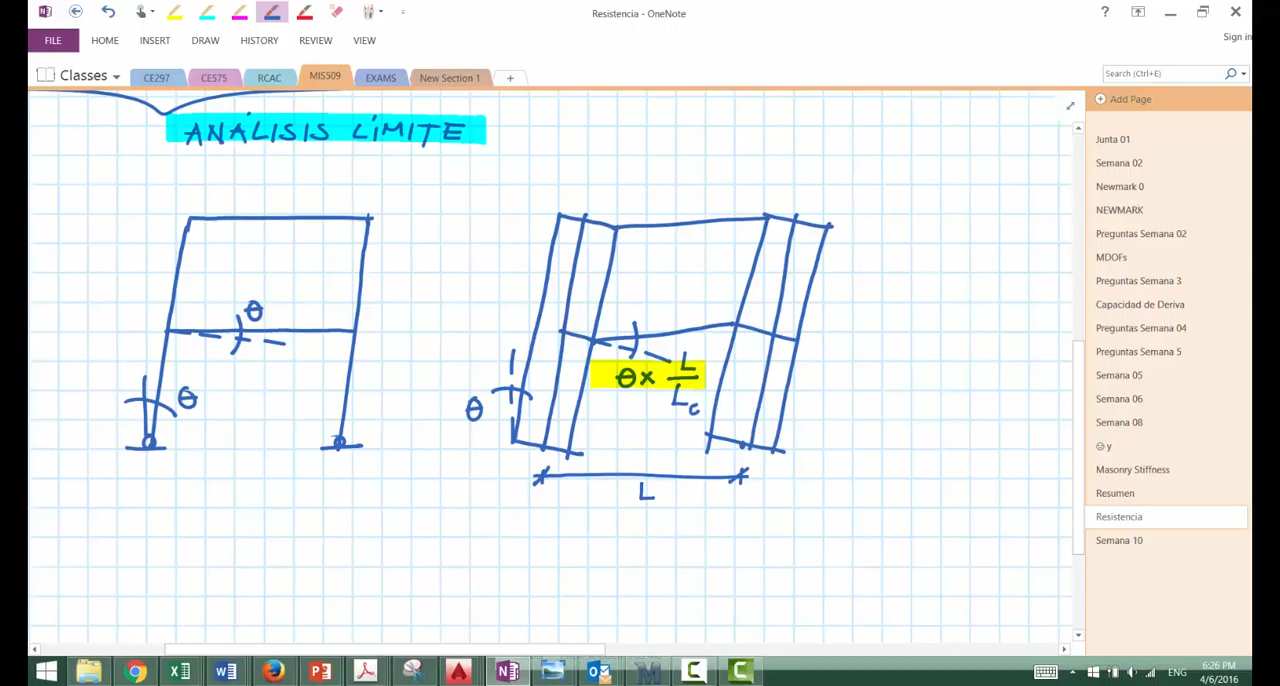 Resistencia - OneNote
Sign in
FILE HOME INSERT DRAW HISTORY REVIEW VIEW
Classes CE297 CE575 RCAC MIS509 EXAMS New Section 1
Search (Ctrl+E)
Add Page
ANÁLISIS LÍMITE
θ
θ
θ
θ× L
Lc
L
Junta 01
Semana 02
Newmark 0
NEWMARK
Preguntas Semana 02
MDOFs
Preguntas Semana 3
Capacidad de Deriva
Preguntas Semana 04
Preguntas Semana 5
Semana 05
Semana 06
Semana 08
☺ y
Masonry Stiffness
Resumen
Resistencia
Semana 10
ENG
6:26 PM
4/6/2016